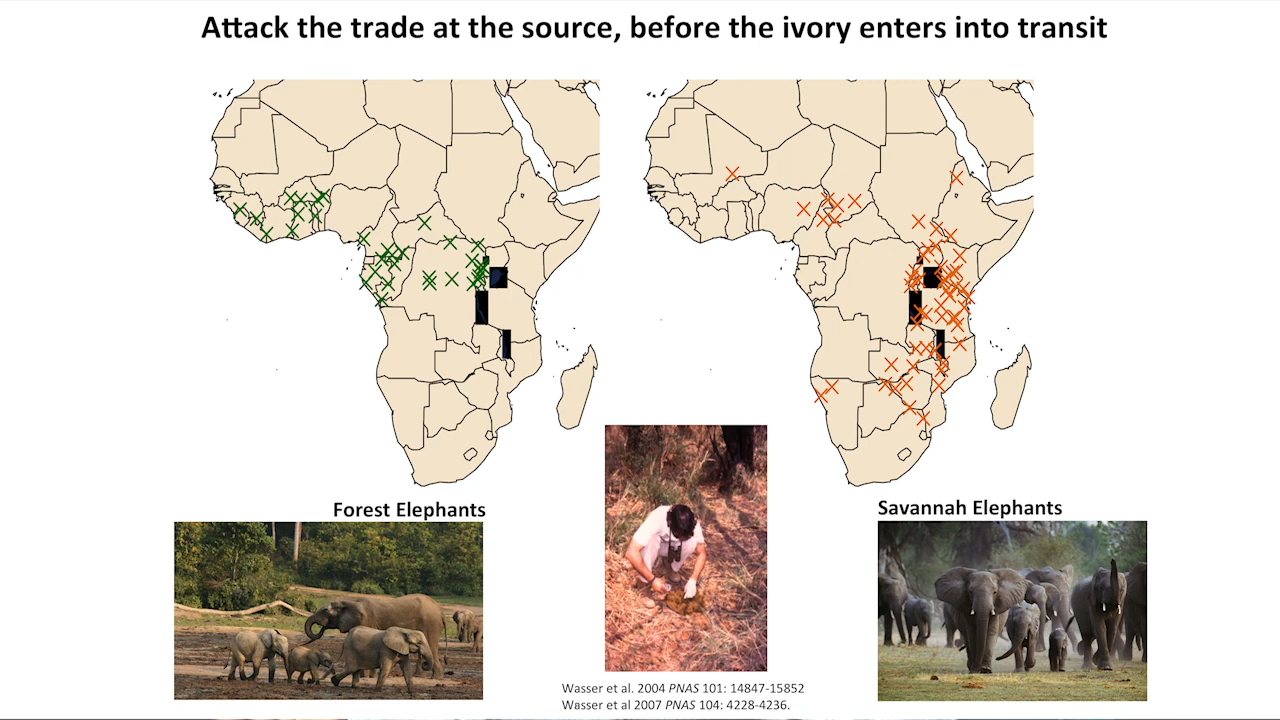 Attack the trade at the source, before the ivory enters into transit
Forest Elephants
Savannah Elephants
Wasser et al. 2004 PNAS 101: 14847-15852
Wasser et al 2007 PNAS 104: 4228-4236.